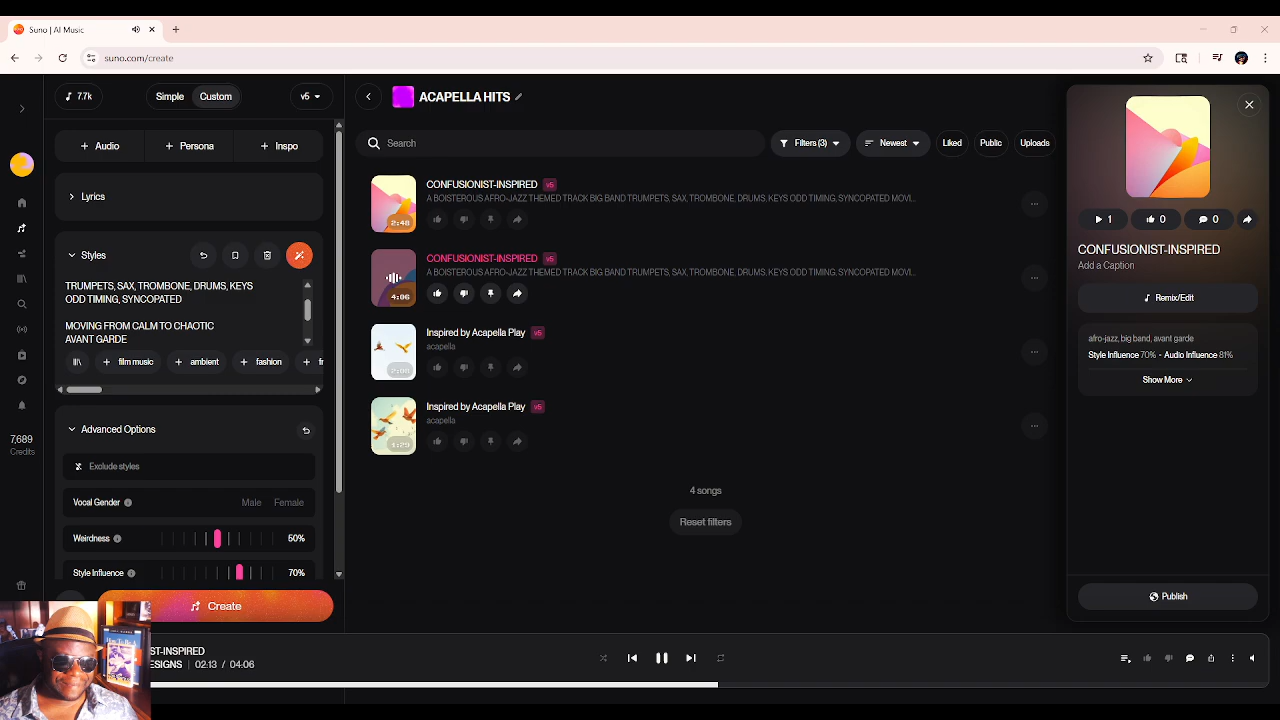 Suno | AI Music
suno.com/create
7.7k
Simple
Custom
v5
ACAPELLA HITS
Audio
Persona
Inspo
Search
Filters (3)
Newest
Liked
Public
Uploads
Lyrics
CONFUSIONIST-INSPIRED v5
A BOISTEROUS AFRO-JAZZ THEMED TRACK BIG BAND TRUMPETS, SAX, TROMBONE, DRUMS, KEYS ODD TIMING, SYNCOPATED MOVI...
2:48
Styles
TRUMPETS, SAX, TROMBONE, DRUMS, KEYS
ODD TIMING, SYNCOPATED
MOVING FROM CALM TO CHAOTIC
AVANT GARDE
film music
ambient
fashion
CONFUSIONIST-INSPIRED v5
A BOISTEROUS AFRO-JAZZ THEMED TRACK BIG BAND TRUMPETS, SAX, TROMBONE, DRUMS, KEYS ODD TIMING, SYNCOPATED MOVI...
4:06
Inspired by Acapella Play v5
acapella
2:08
Inspired by Acapella Play v5
acapella
1:29
4 songs
Reset filters
Advanced Options
Exclude styles
Vocal Gender
Male
Female
Weirdness
50%
Style Influence
70%
7,689
Credits
Create
1
0
0
CONFUSIONIST-INSPIRED
Add a Caption
Remix/Edit
afro-jazz, big band, avant garde
Style Influence 70% - Audio Influence 81%
Show More
Publish
ST-INSPIRED
DESIGNS | 02:13 / 04:06